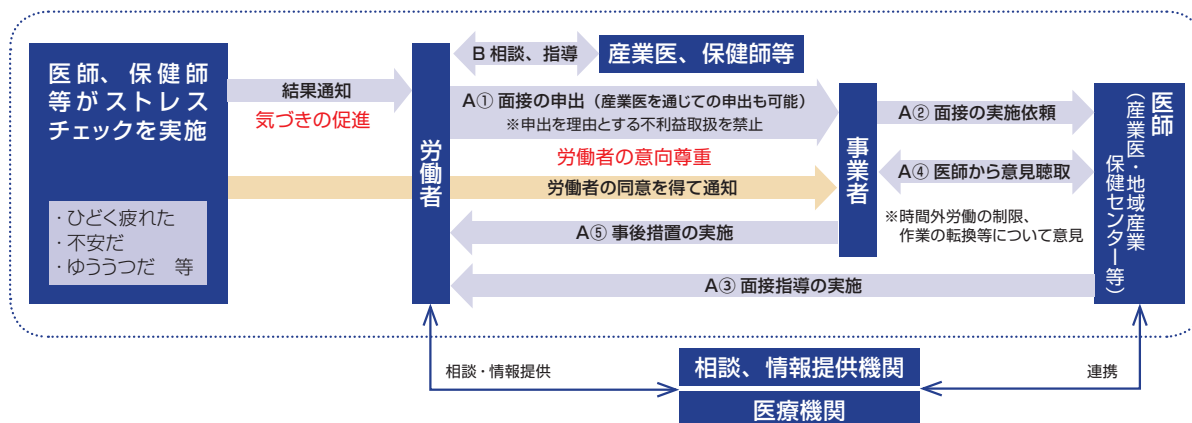 医師、保健師
等がストレス
チェックを実施
・ひどく疲れた
・不安だ
・ゆううつだ　等
結果通知
気づきの促進
労働者
B 相談、指導
産業医、保健師等
A① 面接の申出（産業医を通じての申出も可能）
※申出を理由とする不利益取扱を禁止
労働者の意向尊重
労働者の同意を得て通知
A⑤ 事後措置の実施
A③ 面接指導の実施
事業者
A② 面接の実施依頼
A④ 医師から意見聴取
※時間外労働の制限、
作業の転換等について意見
医師
（産業医・地域産業
保健センター等）
相談・情報提供
相談、情報提供機関
医療機関
連携